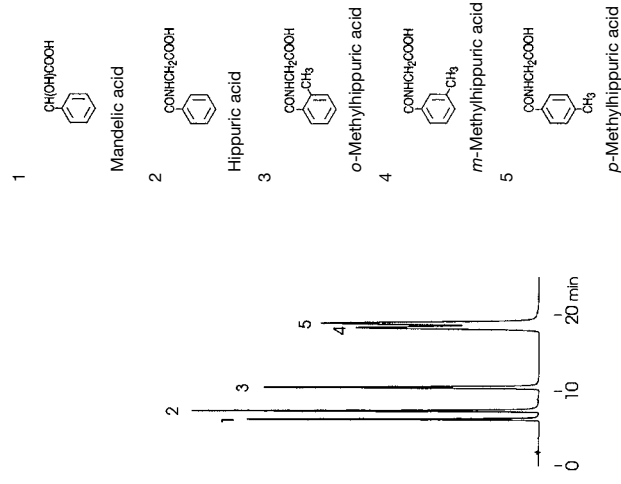 1
CH(OH)COOH
Mandelic acid
2
CONHCH₂COOH
Hippuric acid
3
CONHCH₂COOH
CH₃
o-Methylhippuric acid
4
CONHCH₂COOH
CH₃
m-Methylhippuric acid
5
CONHCH₂COOH
CH₃
p-Methylhippuric acid
1
2
3
4
5
0
10
20 min